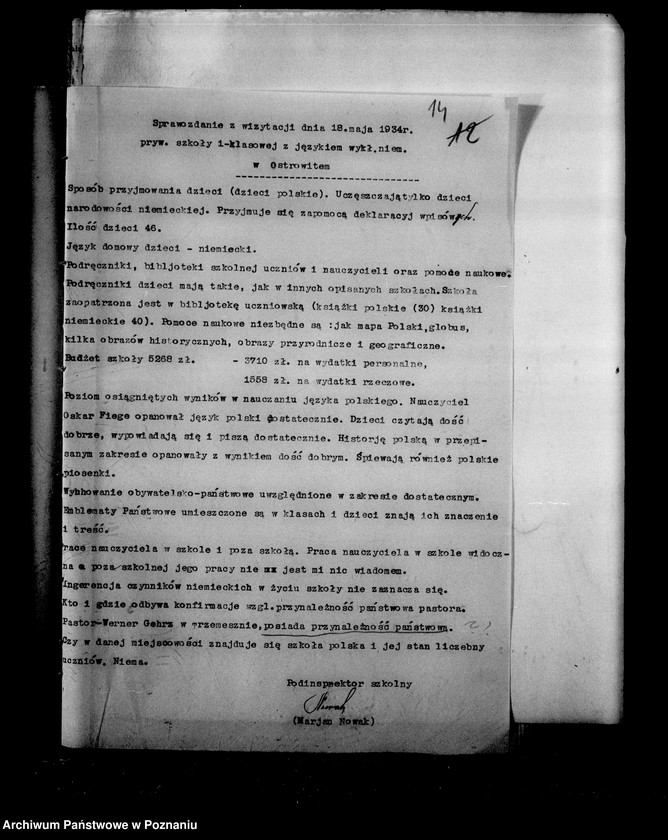 14
12
Sprawozdanie z wizytacji dnia 18.maja 1934r.
pryw. szkoły 1-klasowej z językiem wykł.niem.
w Ostrowitem
Sposób przyjmowania dzieci (dzieci polskie). Uczęszczajątylko dzieci
narodowości niemieckiej. Przyjmuje się zapomocą deklaracyj wpisowych.
Ilość dzieci 46.
Język domowy dzieci - niemiecki.
Podręczniki, bibljoteki szkolnej uczniów i nauczycieli oraz pomoce naukowe.
Podręczniki dzieci mają takie, jak w innych opisanych szkołach.Szkoła
zaopatrzona jest w bibljotekę uczniowską (książki polskie (30) książki
niemieckie 40). Pomoce naukowe niezbędne są :jak mapa Polski,globus,
kilka obrazów historycznych, obrazy przyrodnicze i geograficzne.
Budżet szkoły 5268 zł. - 3710 zł. na wydatki personalne,
1558 zł. na wydatki rzeczowe.
Poziom osiągniętych wyników w nauczaniu języka polskiego. Nauczyciel
Oskar Fiege opanował język polski dostatecznie. Dzieci czytają dość
dobrze, wypowiadają się i piszą dostatecznie. Historję polską w przepi-
sanym zakresie opanowały z wynikiem dość dobrym. Śpiewają również polskie
piosenki.
Wybhowanie obywatelsko-państwowe uwzględnione w zakresie dostatecznym.
Emblematy Państwowe umieszczone są w klasach i dzieci znają ich znaczenie
i treść.
race nauczyciela w szkole i poza szkołą. Praca nauczyciela w szkole widocz-
na a poza szkolnej jego pracy nie xx jest mi nic wiadomem.
Ingerencja czynników niemieckich w życiu szkoły nie zaznacza się.
Kto i gdzie odbywa konfirmacje wzgl.przynależność państwowa pastora.
Pastor-Werner Gehrz w Trzemesznie,posiada przynależność państwową. ?)
Czy w danej miejscowości znajduje się szkoła polska i jej stan liczebny
uczniów. Niema.
Podinspektor szkolny
Nowak
(Marjan Nowak)
Archiwum Państwowe w Poznaniu